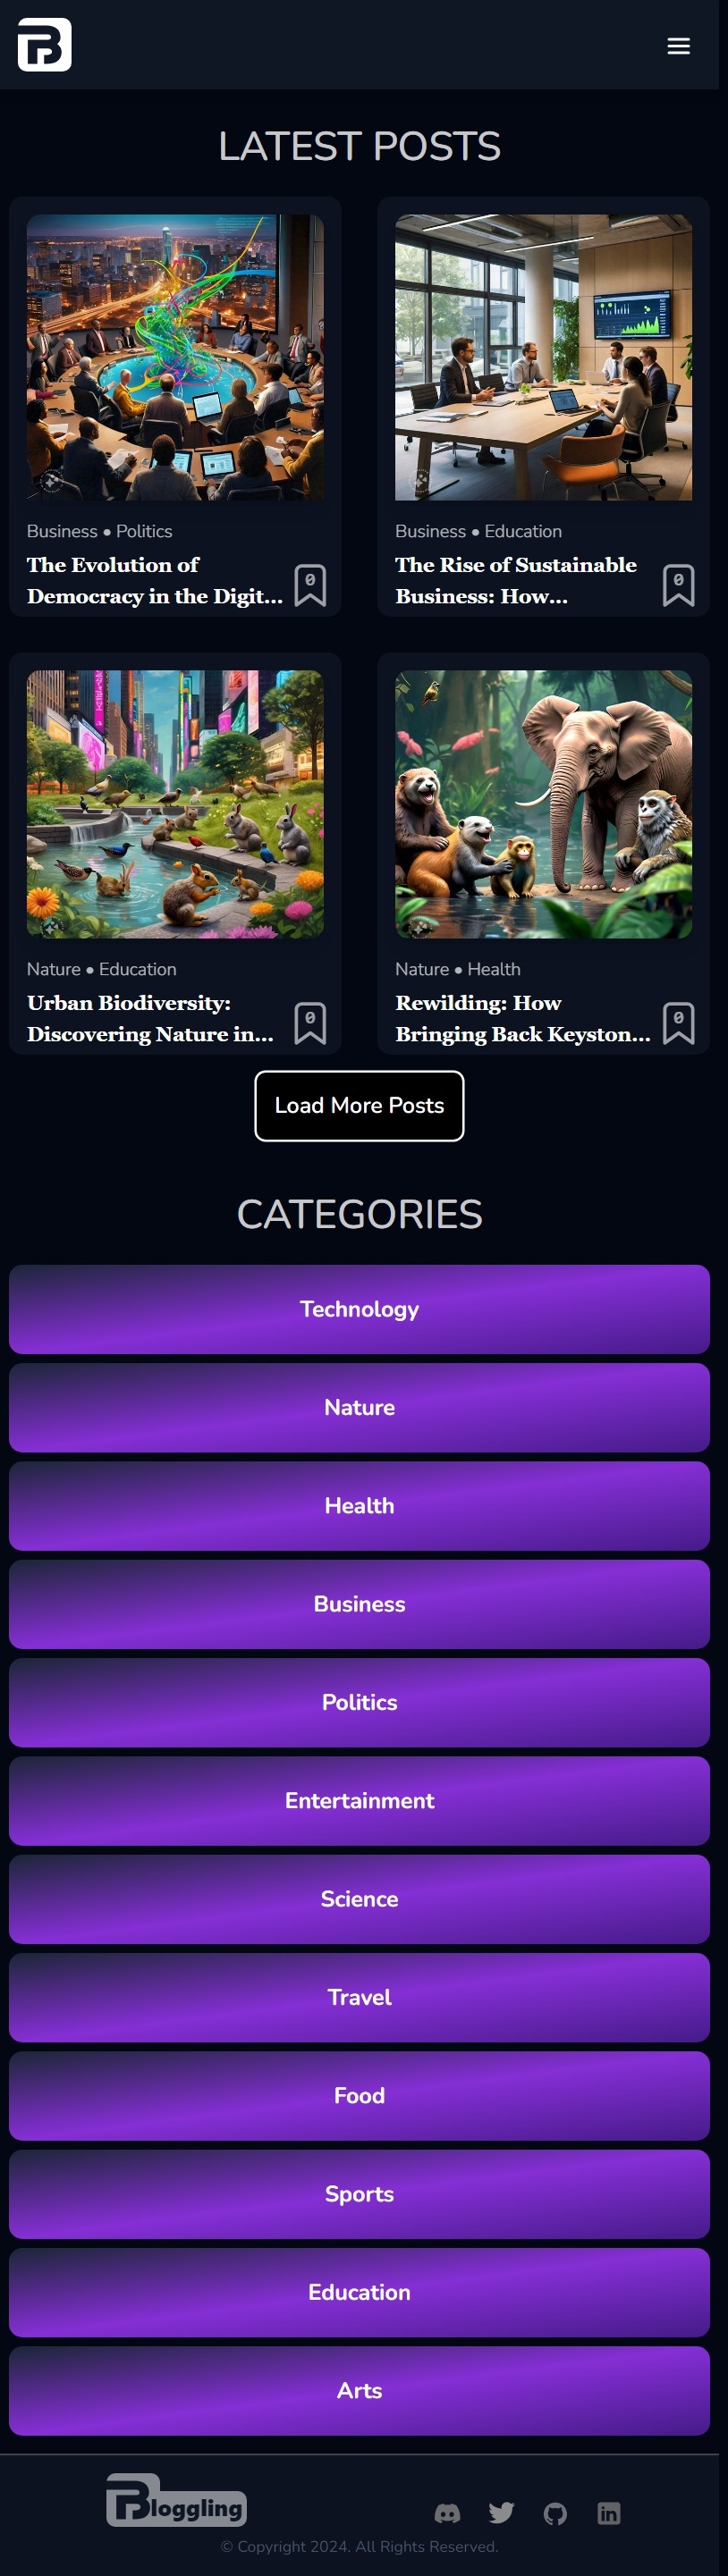 B
LATEST POSTS
Business • Politics
The Evolution of
Democracy in the Digit...
0
Business • Education
The Rise of Sustainable
Business: How...
0
Nature • Education
Urban Biodiversity:
Discovering Nature in...
0
Nature • Health
Rewilding: How
Bringing Back Keyston...
0
Load More Posts
CATEGORIES
Technology
Nature
Health
Business
Politics
Entertainment
Science
Travel
Food
Sports
Education
Arts
Bloggling
in
© Copyright 2024. All Rights Reserved.